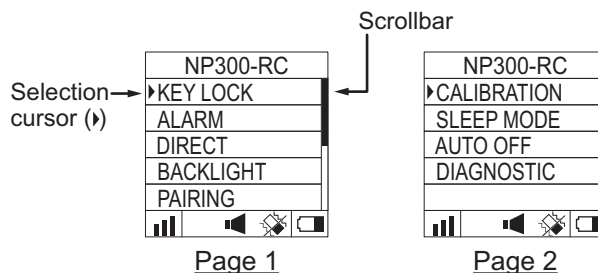 Scrollbar
Selection
cursor (▸)
NP300-RC
▸KEY LOCK
ALARM
DIRECT
BACKLIGHT
PAIRING
Page 1
NP300-RC
▸CALIBRATION
SLEEP MODE
AUTO OFF
DIAGNOSTIC
Page 2